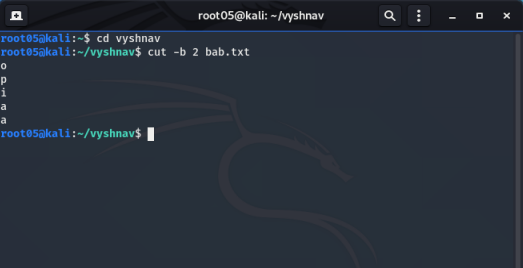 root05@kali: ~/vyshnav
root05@kali:~$ cd vyshnav
root05@kali:~/vyshnav$ cut -b 2 bab.txt
o
p
i
a
a
root05@kali:~/vyshnav$